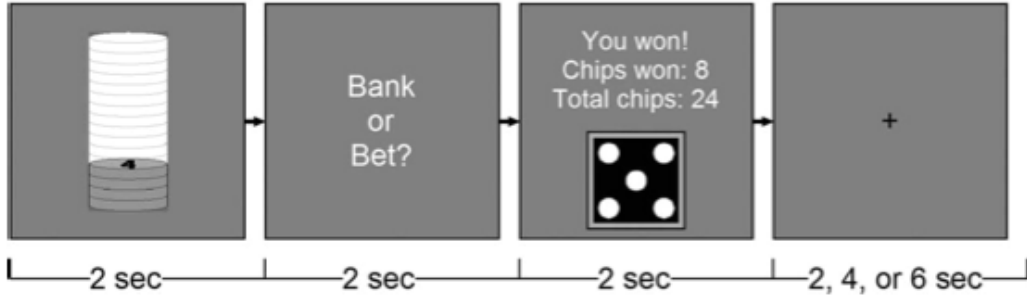 4
Bank
or
Bet?
You won!
Chips won: 8
Total chips: 24
+
2 sec
2 sec
2 sec
2, 4, or 6 sec